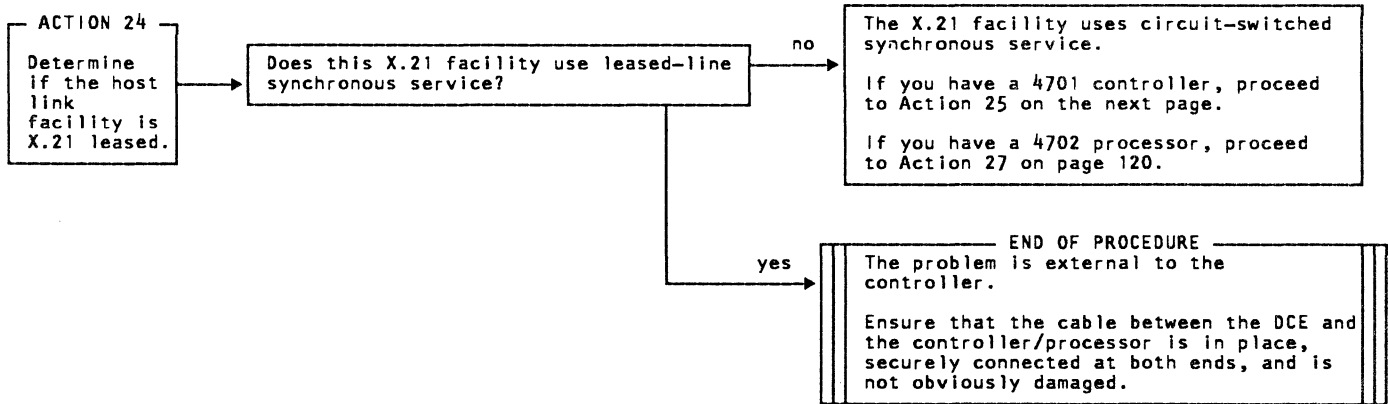 ACTION 24
Determine
if the host
link
facility is
X.21 leased.
Does this X.21 facility use leased-line
synchronous service?
no
The X.21 facility uses circuit-switched
synchronous service.
If you have a 4701 controller, proceed
to Action 25 on the next page.
If you have a 4702 processor, proceed
to Action 27 on page 120.
yes
END OF PROCEDURE
The problem is external to the
controller.
Ensure that the cable between the DCE and
the controller/processor is in place,
securely connected at both ends, and is
not obviously damaged.